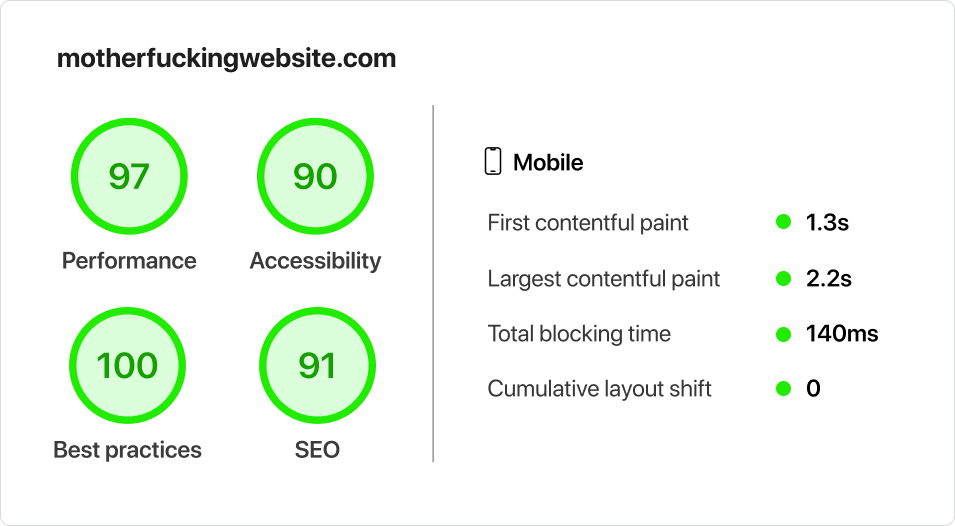 motherfuckingwebsite.com
97
90
Performance
Accessibility
100
91
Best practices
SEO
Mobile
First contentful paint 1.3s
Largest contentful paint 2.2s
Total blocking time 140ms
Cumulative layout shift 0